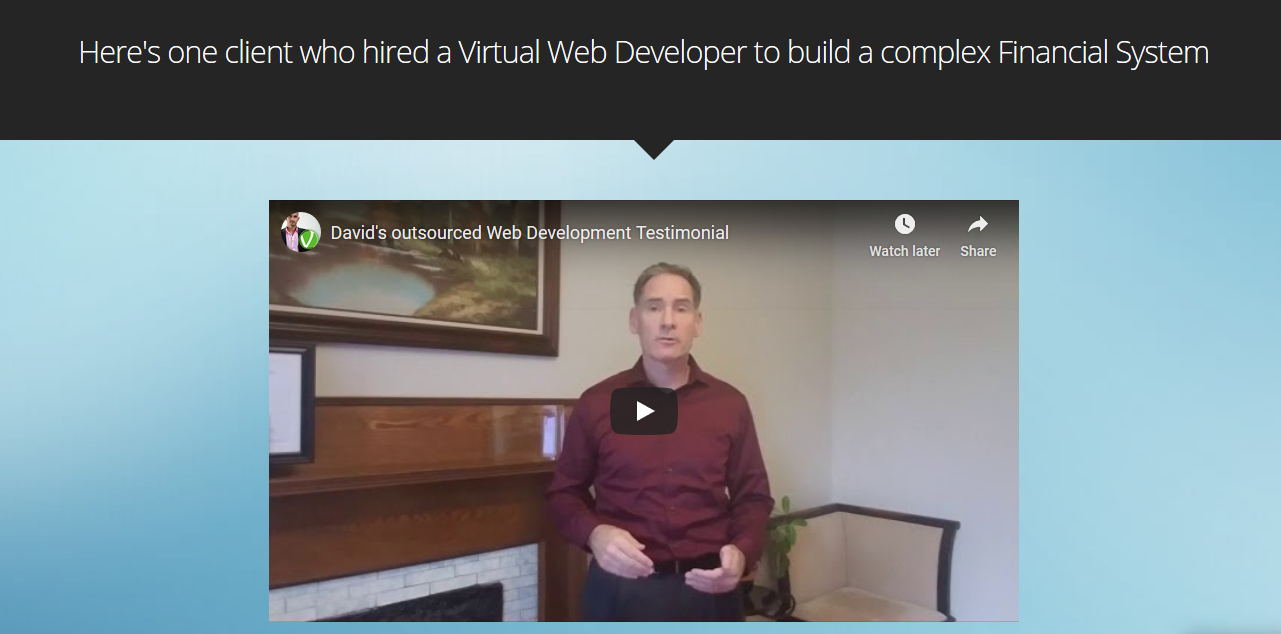 Here's one client who hired a Virtual Web Developer to build a complex Financial System
David's outsourced Web Development Testimonial
Watch later
Share